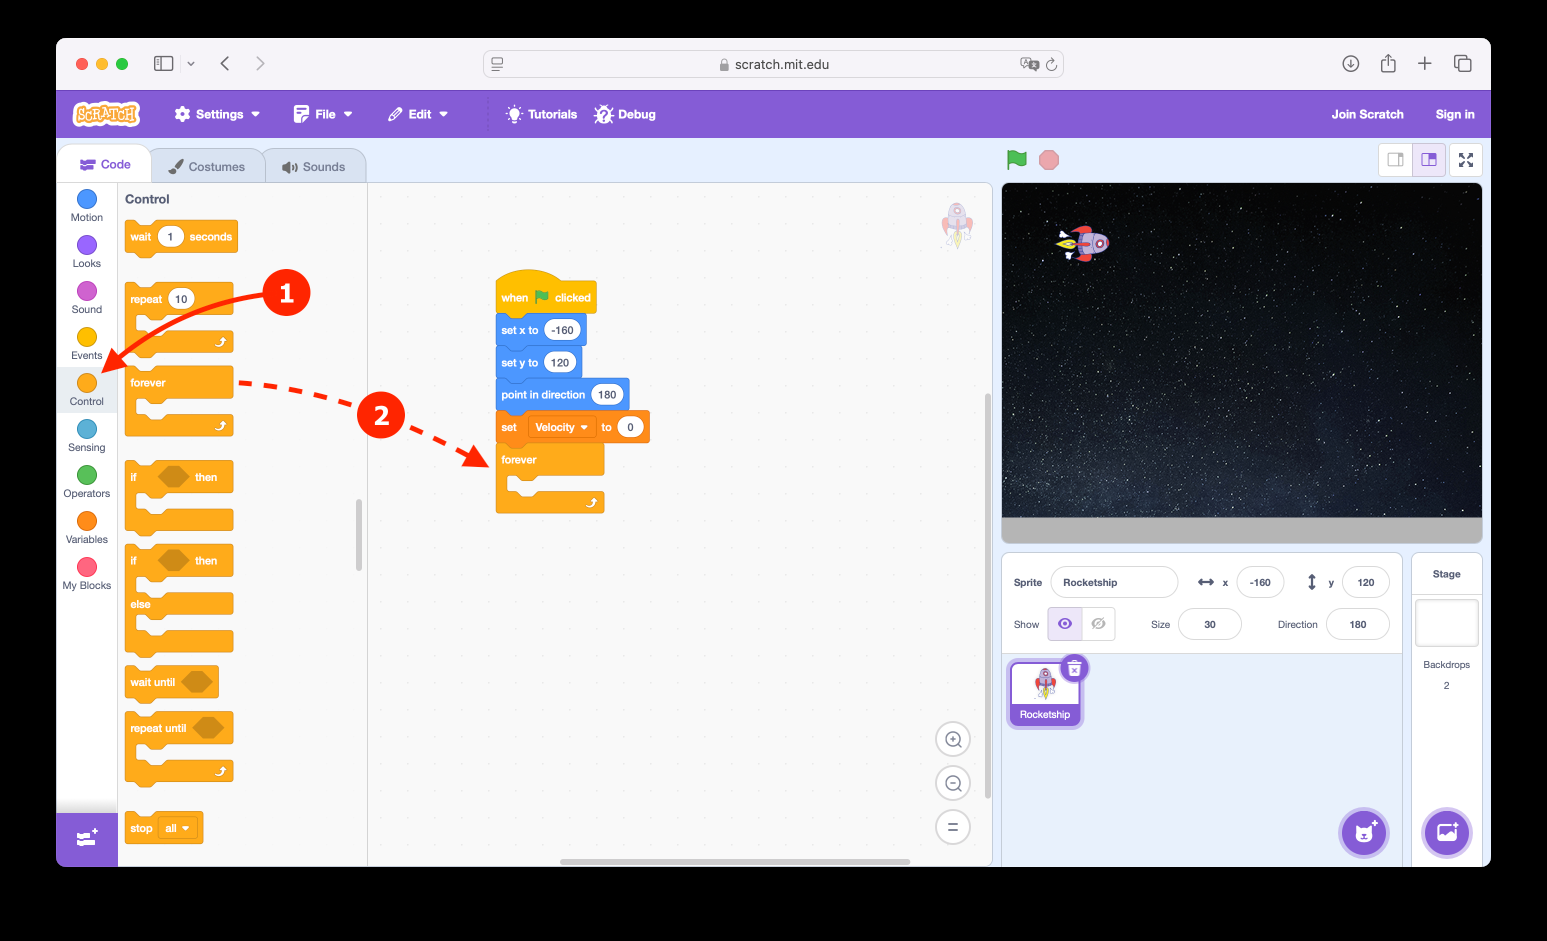 scratch.mit.edu
SCRATCH
Settings
File
Edit
Tutorials
Debug
Join Scratch
Sign in
Code
Costumes
Sounds
Motion
Looks
Sound
Events
Control
Sensing
Operators
Variables
My Blocks
Control
wait 1 seconds
repeat 10
forever
if then
if then
else
wait until
repeat until
stop all
1
2
when clicked
set x to -160
set y to 120
point in direction 180
set Velocity to 0
forever
Sprite Rocketship x -160 y 120
Show Size 30 Direction 180
Rocketship
Stage
Backdrops
2